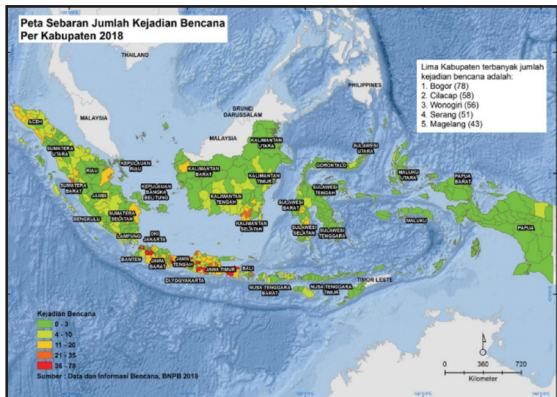 Peta Sebaran Jumlah Kejadian Bencana
Per Kabupaten 2018
THAILAND
PHILIPPINES
Lima Kabupaten terbanyak jumlah
kejadian bencana adalah:
1. Bogor (78)
2. Cilacap (58)
3. Wonogiri (56)
4. Serang (51)
5. Magelang (43)
BRUNEI
DARUSSALAM
MALAYSIA
MALAYSIA
ACEH
SUMATERA
UTARA
RIAU
KEPULAUAN
RIAU
SUMATERA
BARAT
JAMBI
KEPULAUAN
BANGKA
BELITUNG
SUMATERA
SELATAN
BENGKULU
LAMPUNG
DKI
JAKARTA
BANTEN
JAWA
BARAT
JAWA
TENGAH
DI YOGYAKARTA
JAWA TIMUR
BALI
KALIMANTAN
UTARA
KALIMANTAN
BARAT
KALIMANTAN
TIMUR
KALIMANTAN
TENGAH
KALIMANTAN
SELATAN
SULAWESI
UTARA
GORONTALO
SULAWESI
TENGAH
SULAWESI
BARAT
SULAWESI
SELATAN
SULAWESI
TENGGARA
MALUKU
UTARA
MALUKU
PAPUA
BARAT
PAPUA
NUSA TENGGARA
BARAT
NUSA TENGGARA
TIMUR
TIMOR LESTE
Kejadian Bencana
0 - 3
4 - 10
11 - 20
21 - 35
36 - 78
Sumber : Data dan Informasi Bencana, BNPB 2018
0 360 720
Kilometer